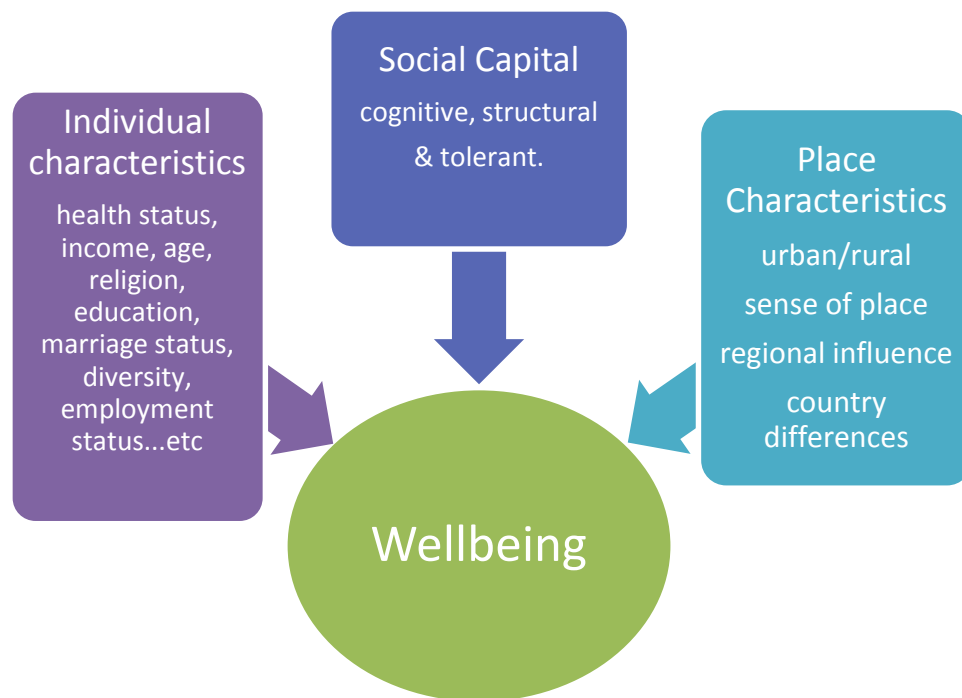 Individual
characteristics
health status,
income, age,
religion,
education,
marriage status,
diversity,
employment
status...etc
Social Capital
cognitive, structural
& tolerant.
Place
Characteristics
urban/rural
sense of place
regional influence
country
differences
Wellbeing